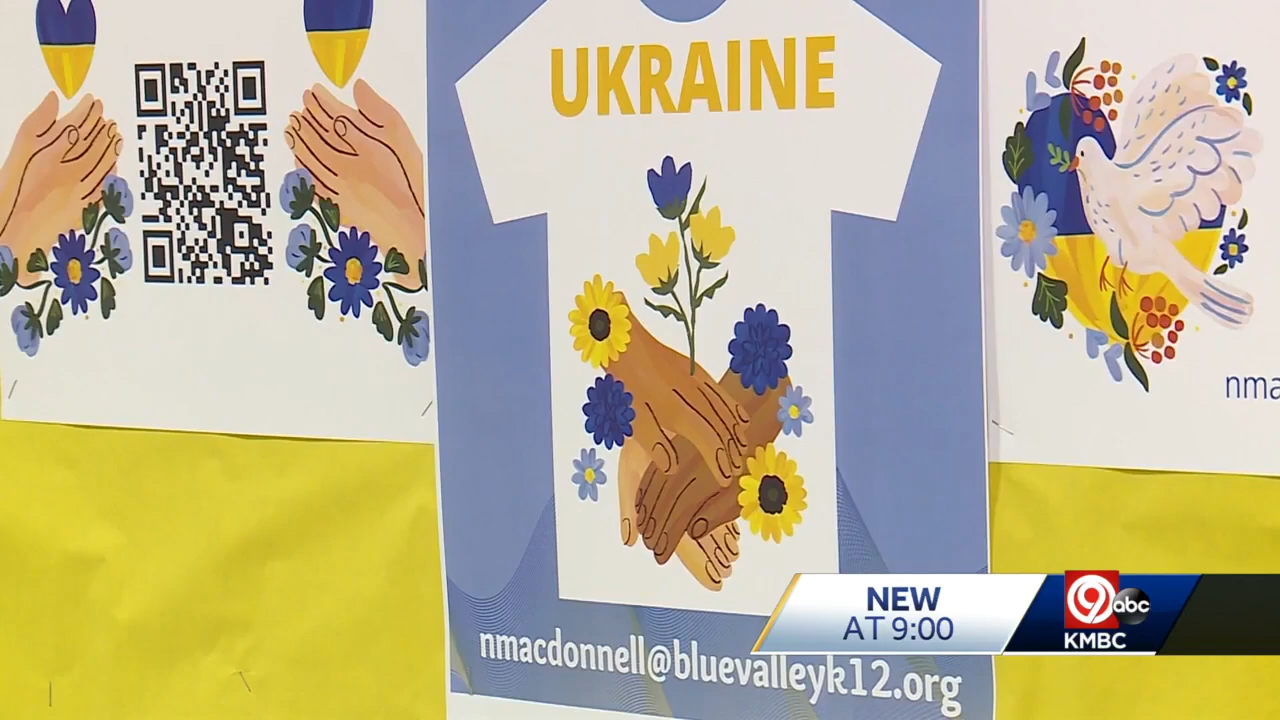 UKRAINE
nma
NEW
AT 9:00
9
abc
KMBC
nmacdonnell@bluevalleyk12.org